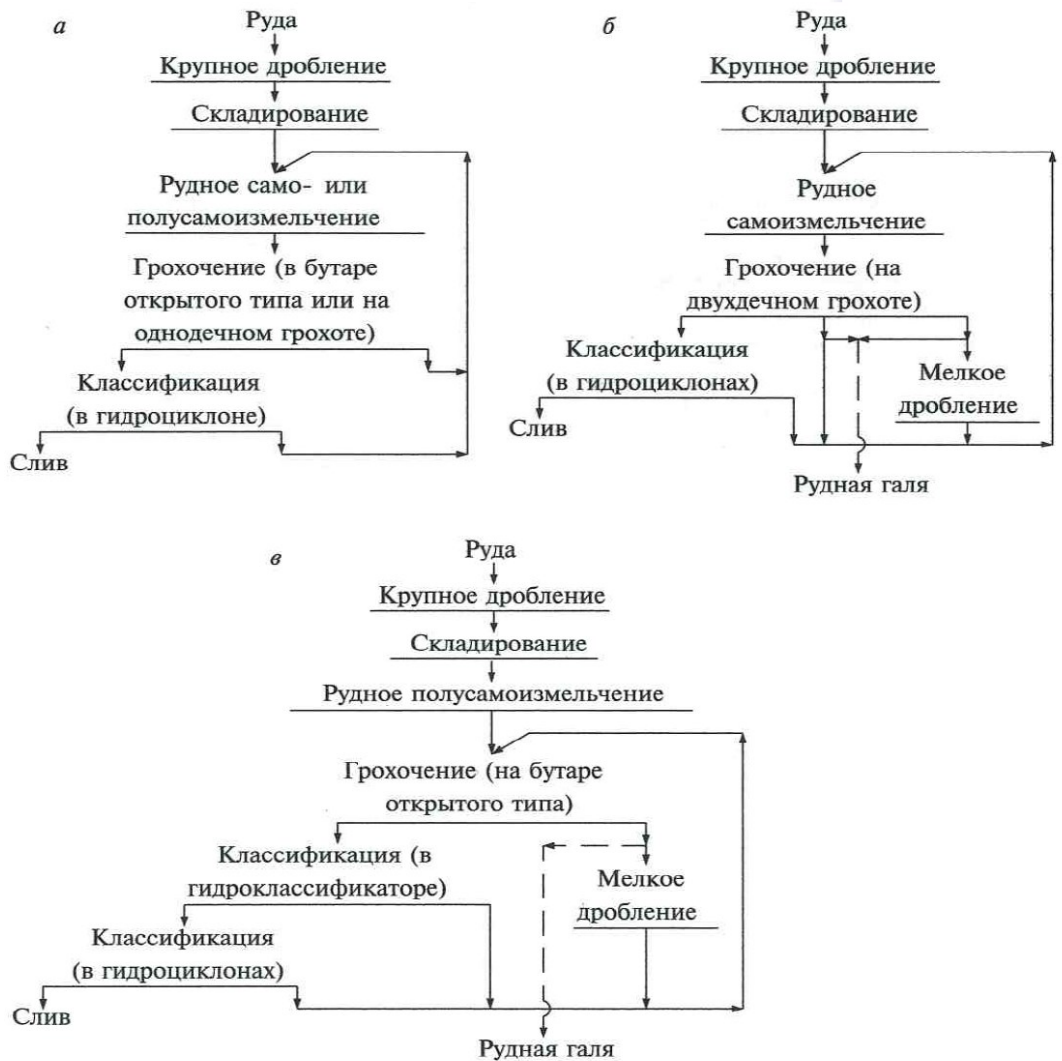 а
Руда
Крупное дробление
Складирование
Рудное само- или
полусамоизмельчение
Грохочение (в бутаре
открытого типа или на
однодечном грохоте)
Классификация
(в гидроциклоне)
Слив
б
Руда
Крупное дробление
Складирование
Рудное
самоизмельчение
Грохочение (на
двухдечном грохоте)
Классификация
(в гидроциклонах)
Мелкое
дробление
Слив
Рудная галя
в
Руда
Крупное дробление
Складирование
Рудное полусамоизмельчение
Грохочение (на бутаре
открытого типа)
Классификация (в
гидроклассификаторе)
Мелкое
дробление
Классификация
(в гидроциклонах)
Слив
Рудная галя